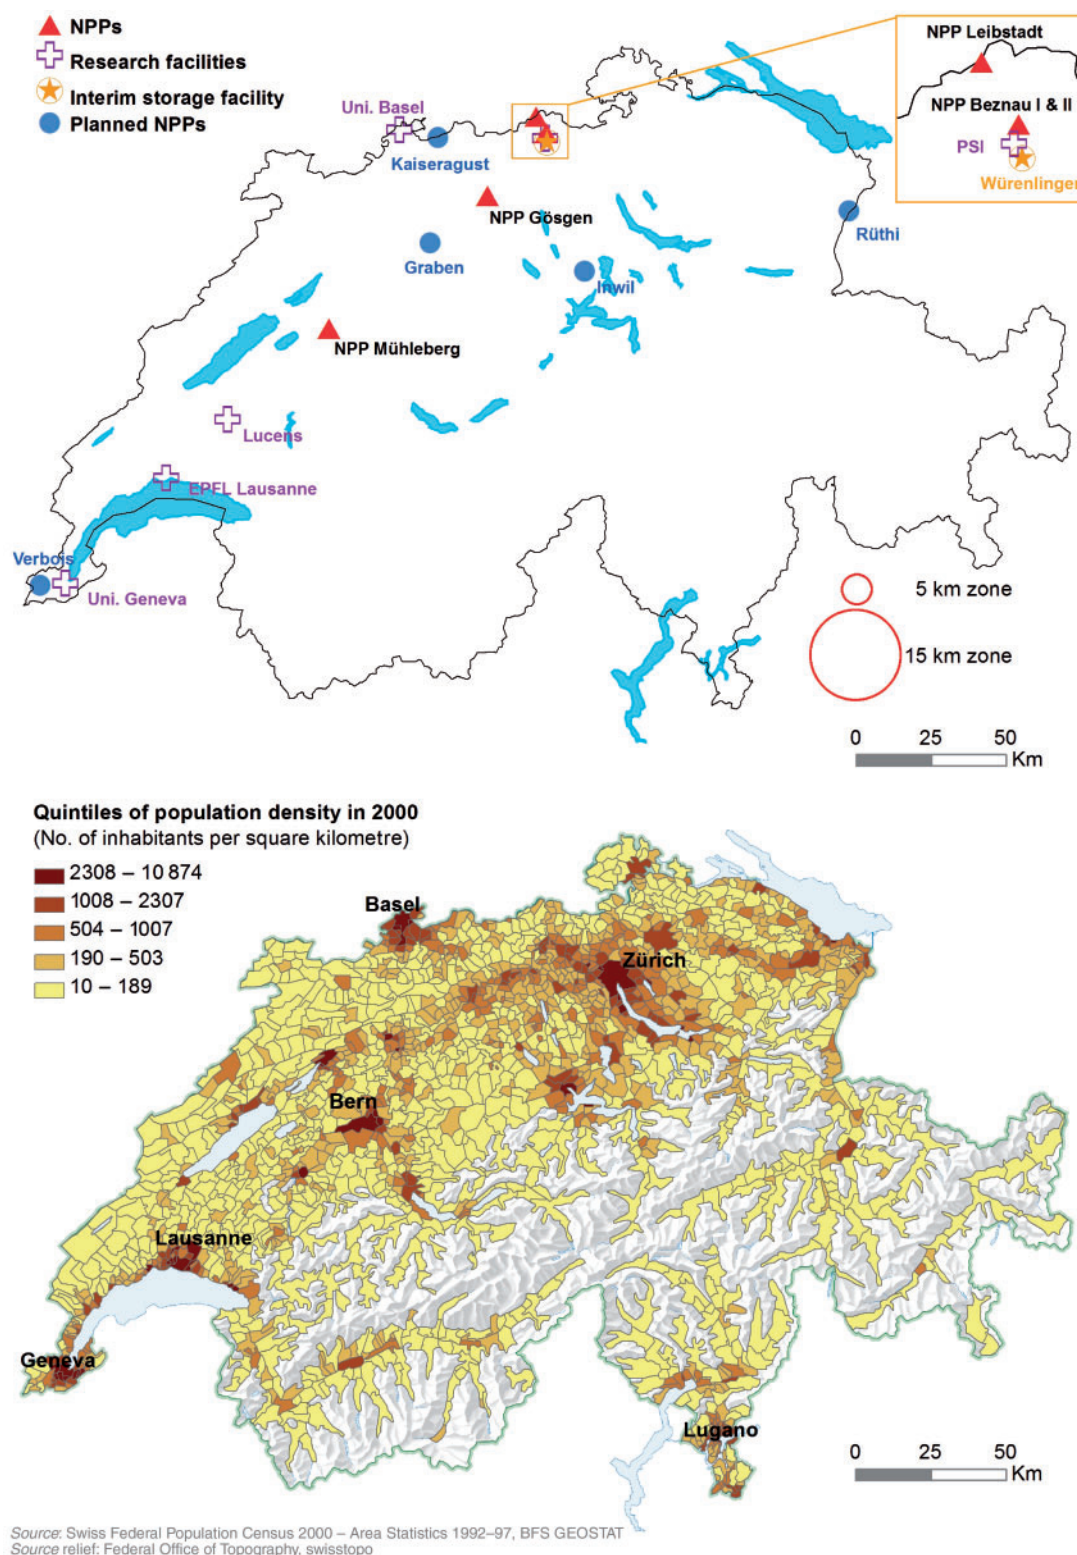 NPPs
Research facilities
Interim storage facility
Planned NPPs
NPP Leibstadt
NPP Beznau I & II
PSI
Würenlingen
Uni. Basel
Kaiseragust
NPP Gösgen
Rüthi
Graben
Inwil
NPP Mühleberg
Lucens
EPFL Lausanne
Verbois
Uni. Geneva
5 km zone
15 km zone
0 25 50
Km
Quintiles of population density in 2000
(No. of inhabitants per square kilometre)
2308 – 10 874
1008 – 2307
504 – 1007
190 – 503
10 – 189
Basel
Zürich
Bern
Lausanne
Geneva
Lugano
0 25 50
Km
Source: Swiss Federal Population Census 2000 – Area Statistics 1992–97, BFS GEOSTAT
Source relief: Federal Office of Topography, swisstopo